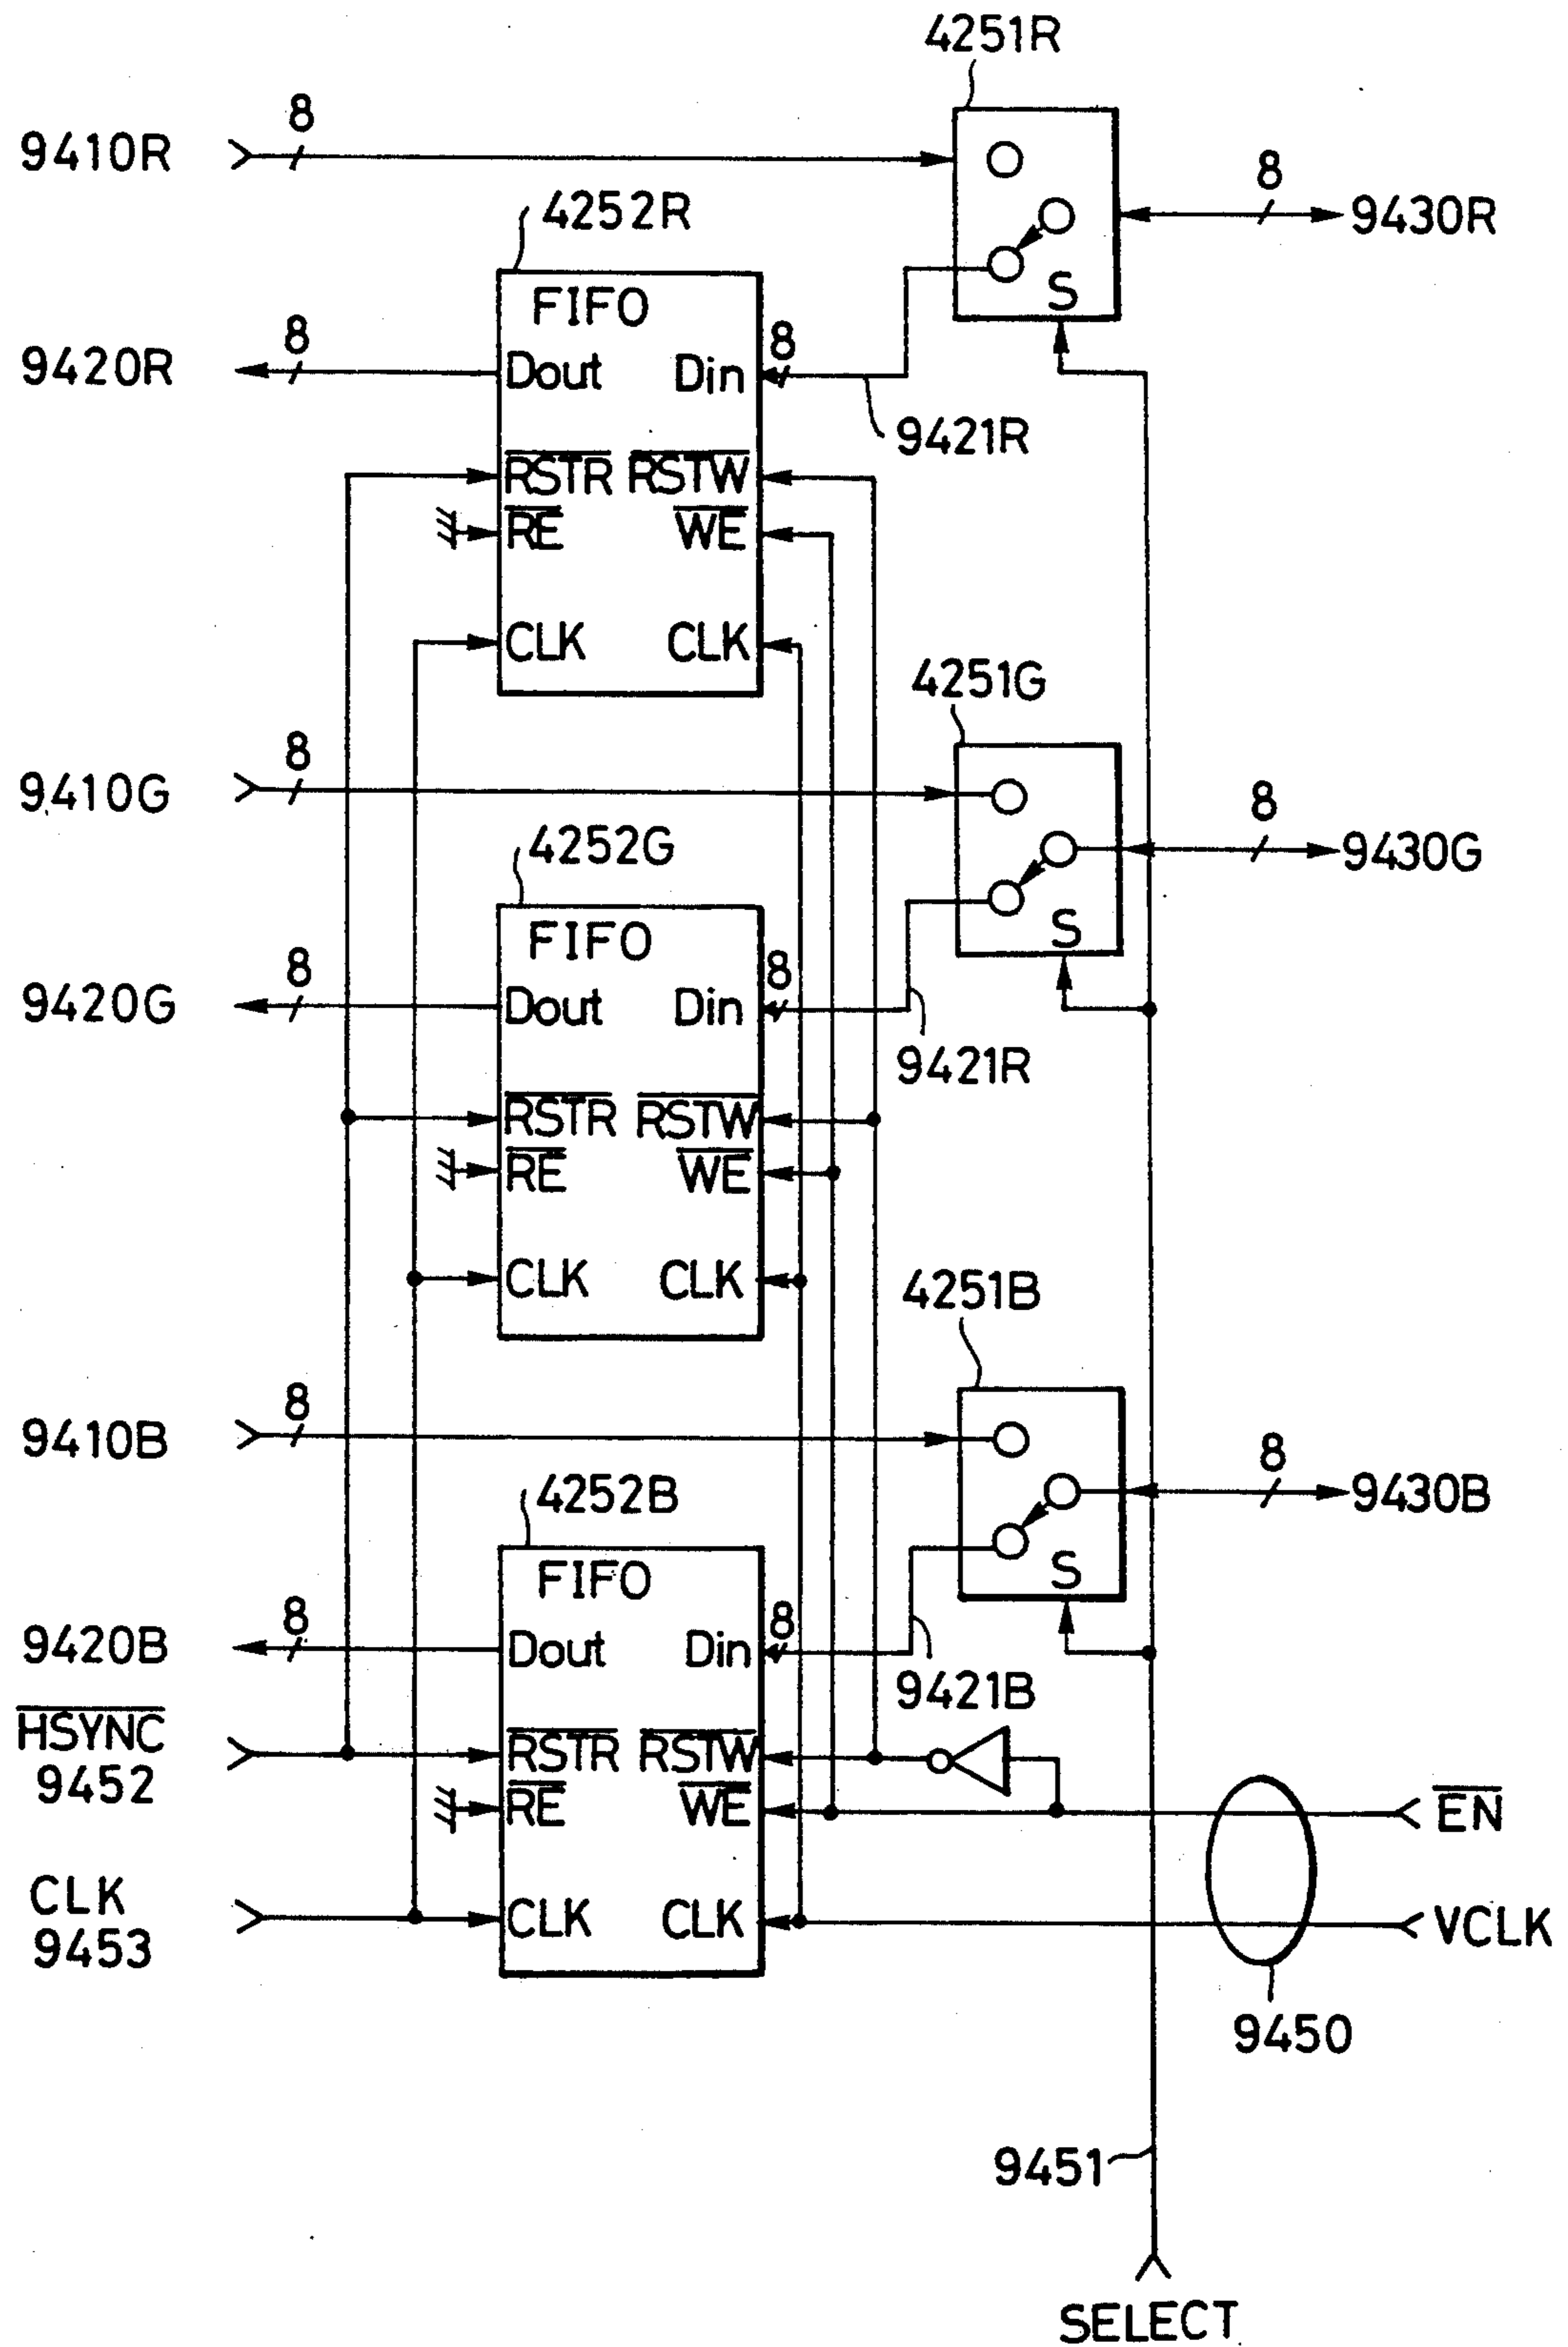 4251R
8
9410R
8
9430R
4252R
FIFO
S
8
8
9420R
Dout Din
9421R
RSTR RSTW
RE WE
CLK CLK
4251G
8
9410G
8
9430G
4252G
FIFO
S
8
8
9420G
Dout Din
9421R
RSTR RSTW
RE WE
CLK CLK
4251B
8
9410B
8
9430B
4252B
FIFO
S
8
8
9420B
Dout Din
9421B
HSYNC
9452
RSTR RSTW
RE WE
EN
CLK
9453
CLK CLK
VCLK
9450
9451
SELECT